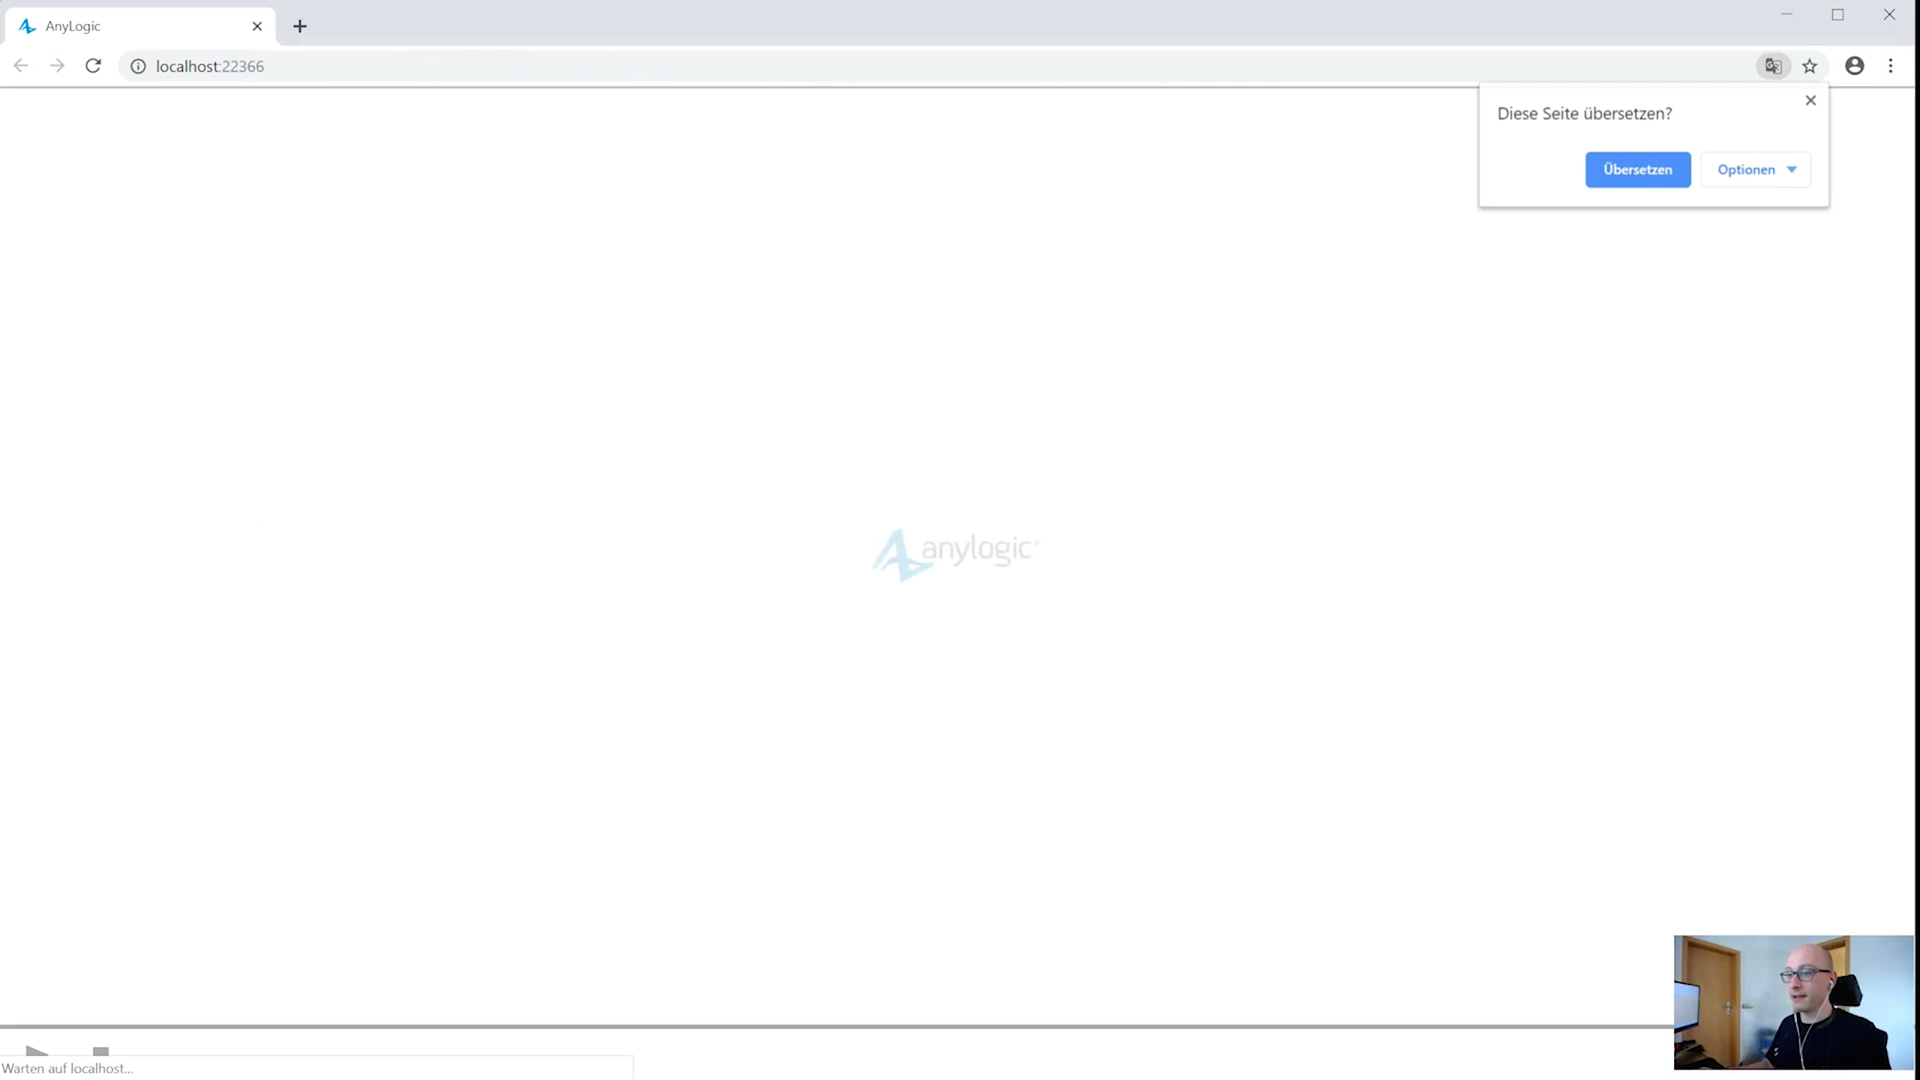 AnyLogic
localhost:22366
Diese Seite übersetzen?
Übersetzen
Optionen
anylogic
Warten auf localhost...